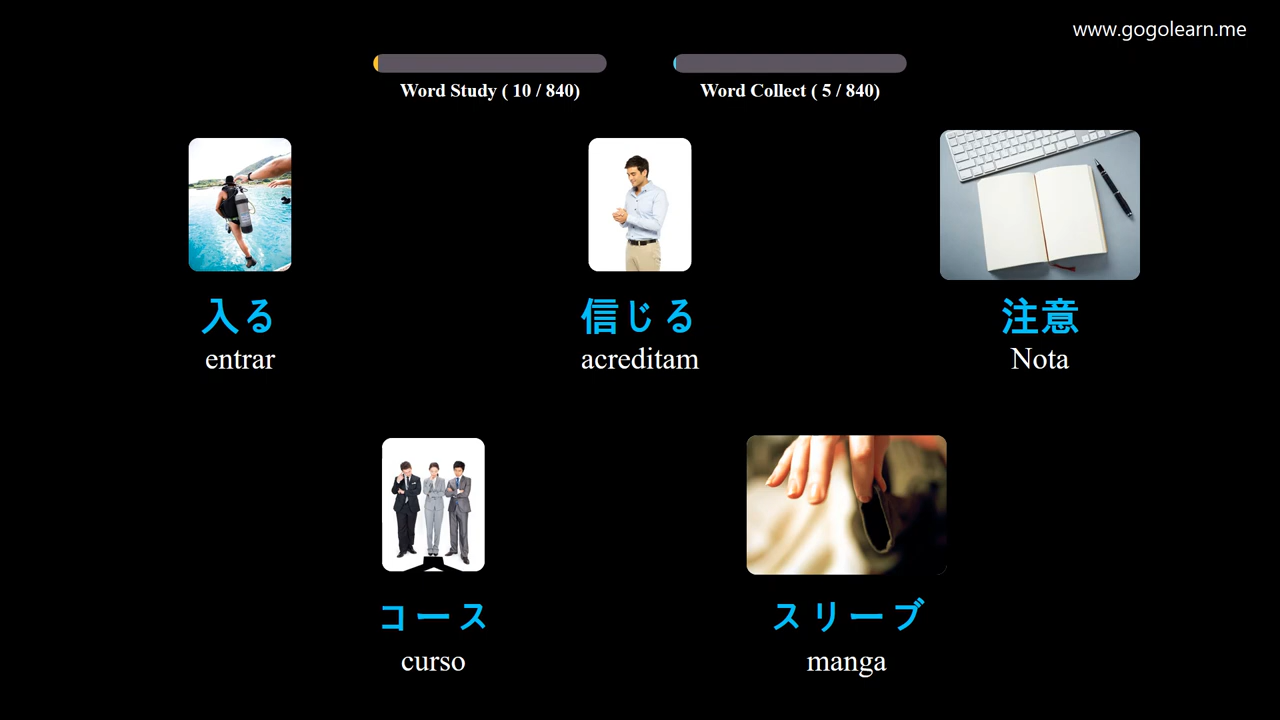 www.gogolearn.me
Word Study ( 10 / 840)
Word Collect ( 5 / 840)
入る
entrar
信じる
acreditam
注意
Nota
コース
curso
スリーブ
manga